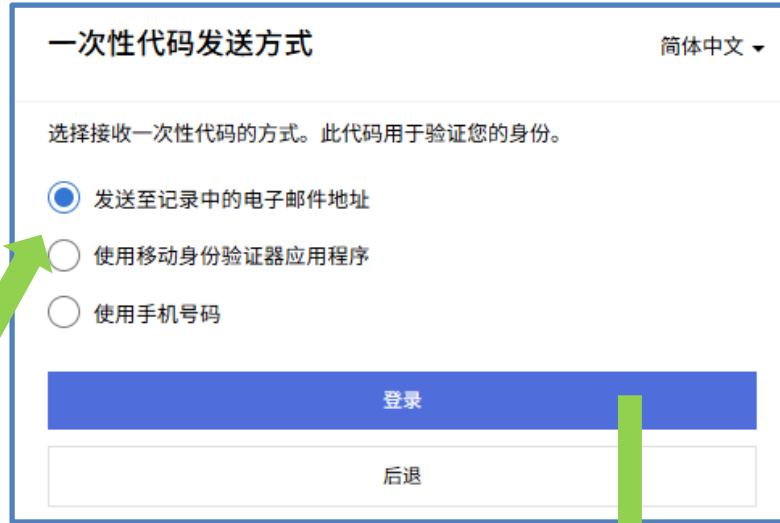 一次性代码发送方式
简体中文
选择接收一次性代码的方式。此代码用于验证您的身份。
发送至记录中的电子邮件地址
使用移动身份验证器应用程序
使用手机号码
登录
后退